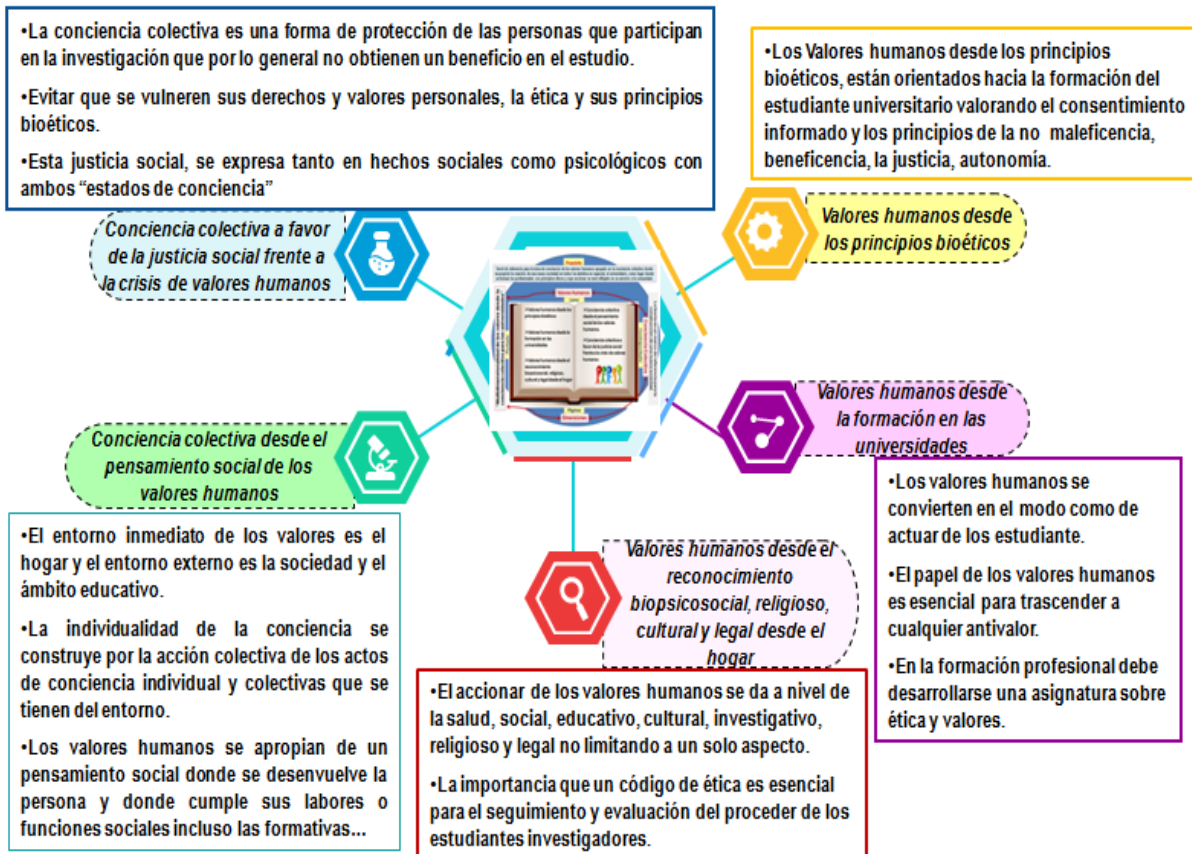 •La conciencia colectiva es una forma de protección de las personas que participan
en la investigación que por lo general no obtienen un beneficio en el estudio.
•Evitar que se vulneren sus derechos y valores personales, la ética y sus principios
bioéticos.
•Esta justicia social, se expresa tanto en hechos sociales como psicológicos con
ambos “estados de conciencia”
•Los Valores humanos desde los principios
bioéticos, están orientados hacia la formación del
estudiante universitario valorando el consentimiento
informado y los principios de la no maleficencia,
beneficencia, la justicia, autonomía.
Conciencia colectiva a favor
de la justicia social frente a
la crisis de valores humanos
Valores humanos desde
los principios bioéticos
Valores humanos desde
la formación en las
universidades
Conciencia colectiva desde el
pensamiento social de los
valores humanos
•Los valores humanos se
convierten en el modo como de
actuar de los estudiante.
•El papel de los valores humanos
es esencial para trascender a
cualquier antivalor.
•En la formación profesional debe
desarrollarse una asignatura sobre
ética y valores.
•El entorno inmediato de los valores es el
hogar y el entorno externo es la sociedad y el
ámbito educativo.
•La individualidad de la conciencia se
construye por la acción colectiva de los actos
de conciencia individual y colectivas que se
tienen del entorno.
•Los valores humanos se apropian de un
pensamiento social donde se desenvuelve la
persona y donde cumple sus labores o
funciones sociales incluso las formativas...
Valores humanos desde el
reconocimiento
biopsicosocial, religioso,
cultural y legal desde el
hogar
•El accionar de los valores humanos se da a nivel de
la salud, social, educativo, cultural, investigativo,
religioso y legal no limitando a un solo aspecto.
•La importancia que un código de ética es esencial
para el seguimiento y evaluación del proceder de los
estudiantes investigadores.